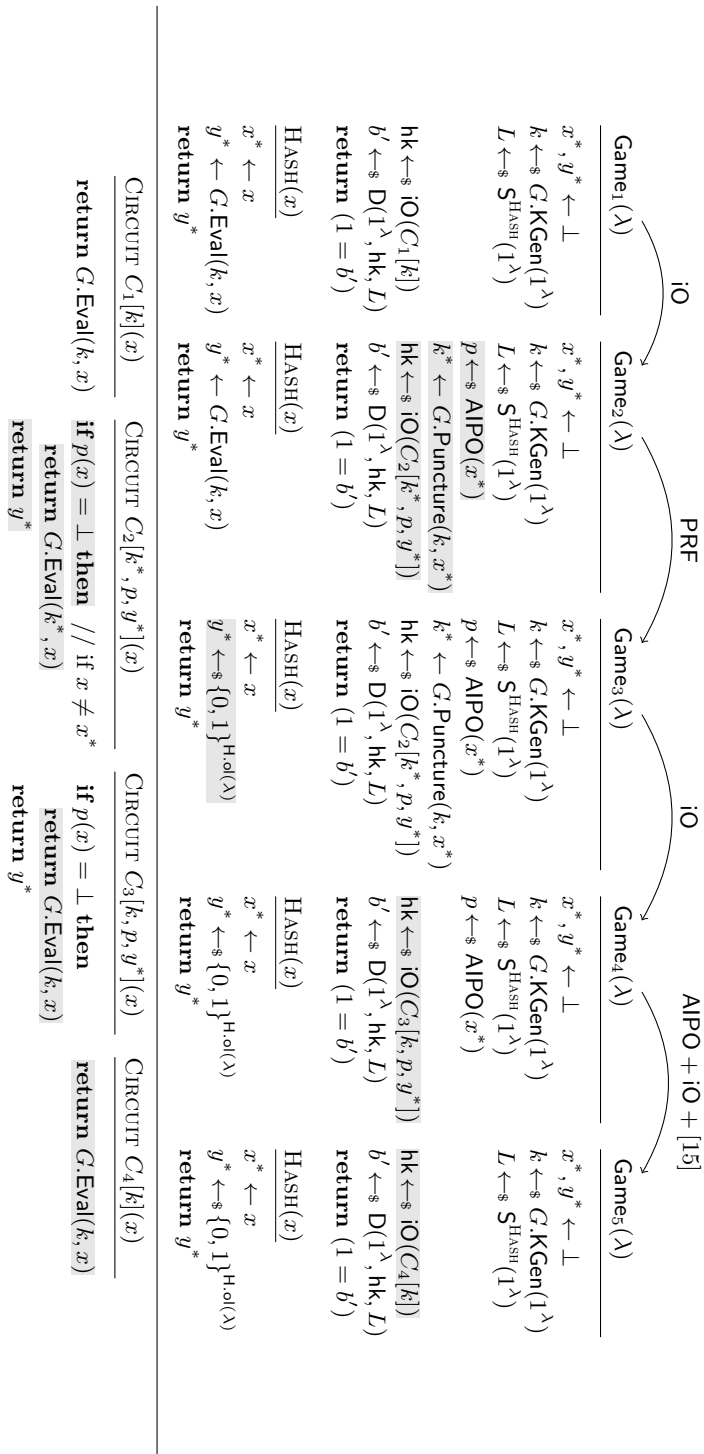 iO
PRF
iO
AIPO + iO + [15]
Game₁(λ)
x*, y* ← ⊥
k ←$ G.KGen(1^λ)
L ←$ S^HASH(1^λ)
hk ←$ iO(C₁[k])
b′ ←$ D(1^λ, hk, L)
return (1 = b′)
HASH(x)
x* ← x
y* ← G.Eval(k, x)
return y*
Game₂(λ)
x*, y* ← ⊥
k ←$ G.KGen(1^λ)
L ←$ S^HASH(1^λ)
p ←$ AIPO(x*)
k* ← G.Puncture(k, x*)
hk ←$ iO(C₂[k*, p, y*])
b′ ←$ D(1^λ, hk, L)
return (1 = b′)
HASH(x)
x* ← x
y* ← G.Eval(k, x)
return y*
Game₃(λ)
x*, y* ← ⊥
k ←$ G.KGen(1^λ)
L ←$ S^HASH(1^λ)
p ←$ AIPO(x*)
k* ← G.Puncture(k, x*)
hk ←$ iO(C₂[k*, p, y*])
b′ ←$ D(1^λ, hk, L)
return (1 = b′)
HASH(x)
x* ← x
y* ←$ {0, 1}^H.ol(λ)
return y*
Game₄(λ)
x*, y* ← ⊥
k ←$ G.KGen(1^λ)
L ←$ S^HASH(1^λ)
p ←$ AIPO(x*)
hk ←$ iO(C₃[k, p, y*])
b′ ←$ D(1^λ, hk, L)
return (1 = b′)
HASH(x)
x* ← x
y* ←$ {0, 1}^H.ol(λ)
return y*
Game₅(λ)
x*, y* ← ⊥
k ←$ G.KGen(1^λ)
L ←$ S^HASH(1^λ)
hk ←$ iO(C₄[k])
b′ ←$ D(1^λ, hk, L)
return (1 = b′)
HASH(x)
x* ← x
y* ←$ {0, 1}^H.ol(λ)
return y*
CIRCUIT C₁[k](x)
return G.Eval(k, x)
CIRCUIT C₂[k*, p, y*](x)
if p(x) = ⊥ then // if x ≠ x*
return G.Eval(k*, x)
return y*
CIRCUIT C₃[k, p, y*](x)
if p(x) = ⊥ then
return G.Eval(k, x)
return y*
CIRCUIT C₄[k](x)
return G.Eval(k, x)